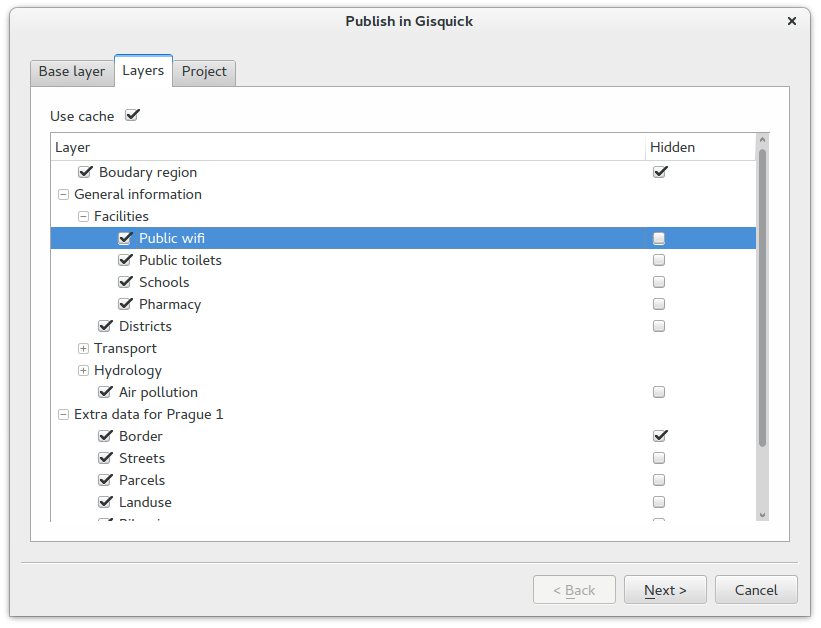 Publish in Gisquick
Base layer Layers Project
Use cache
Layer Hidden
Boudary region
General information
Facilities
Public wifi
Public toilets
Schools
Pharmacy
Districts
Transport
Hydrology
Air pollution
Extra data for Prague 1
Border
Streets
Parcels
Landuse
< Back Next > Cancel